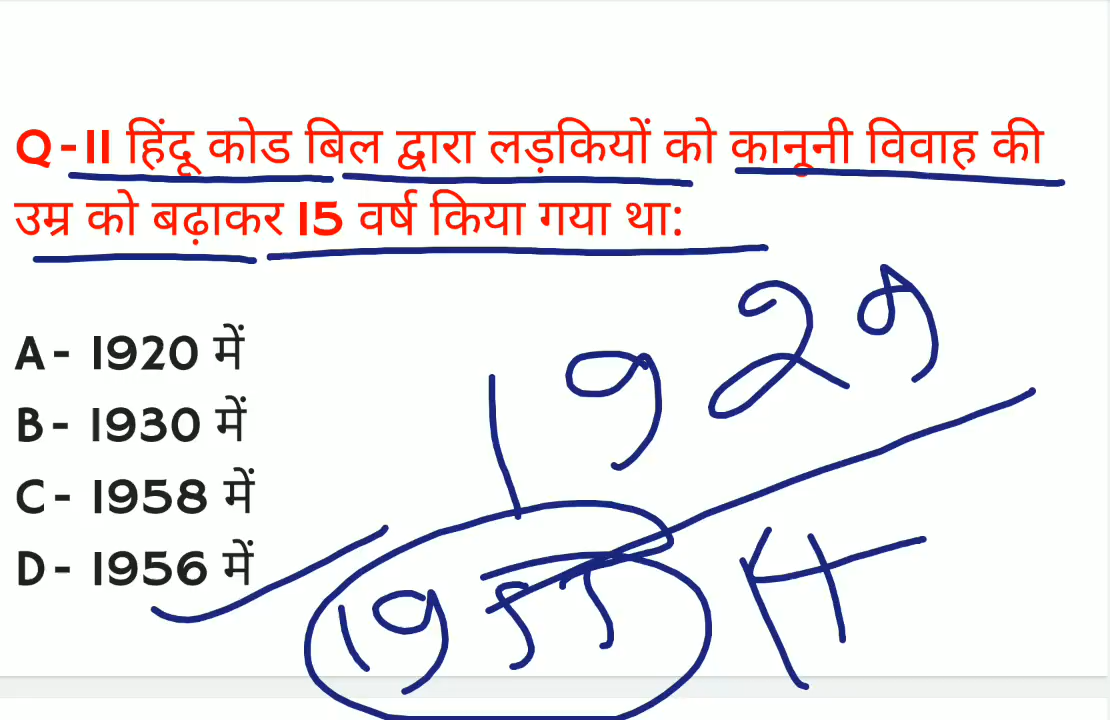 Q-11 हिंदू कोड बिल द्वारा लड़कियों को कानूनी विवाह की
उम्र को बढ़ाकर 15 वर्ष किया गया था:
A- 1920 में
B- 1930 में
C- 1958 में
D- 1956 में
1929
1955